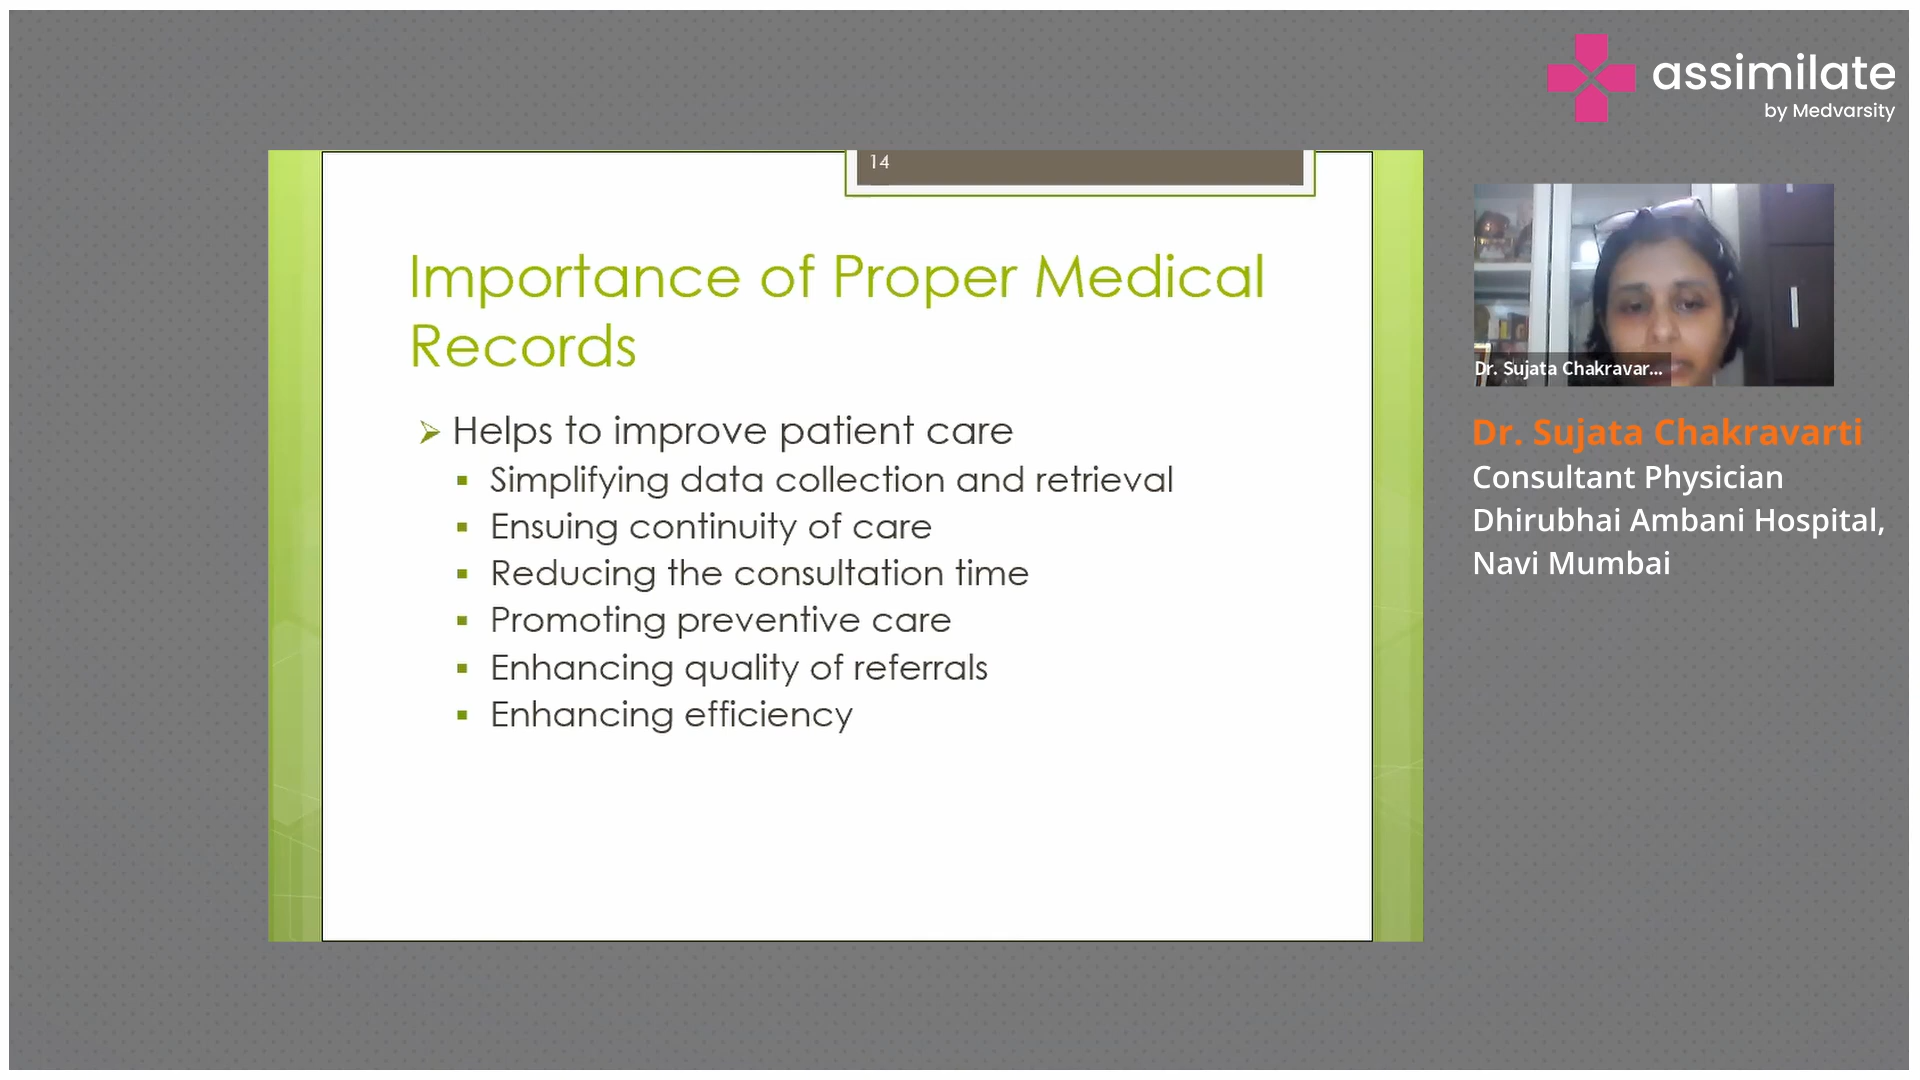 assimilate
by Medvarsity
14
Importance of Proper Medical
Records
Helps to improve patient care
Simplifying data collection and retrieval
Ensuing continuity of care
Reducing the consultation time
Promoting preventive care
Enhancing quality of referrals
Enhancing efficiency
Dr. Sujata Chakravar...
Dr. Sujata Chakravarti
Consultant Physician
Dhirubhai Ambani Hospital,
Navi Mumbai